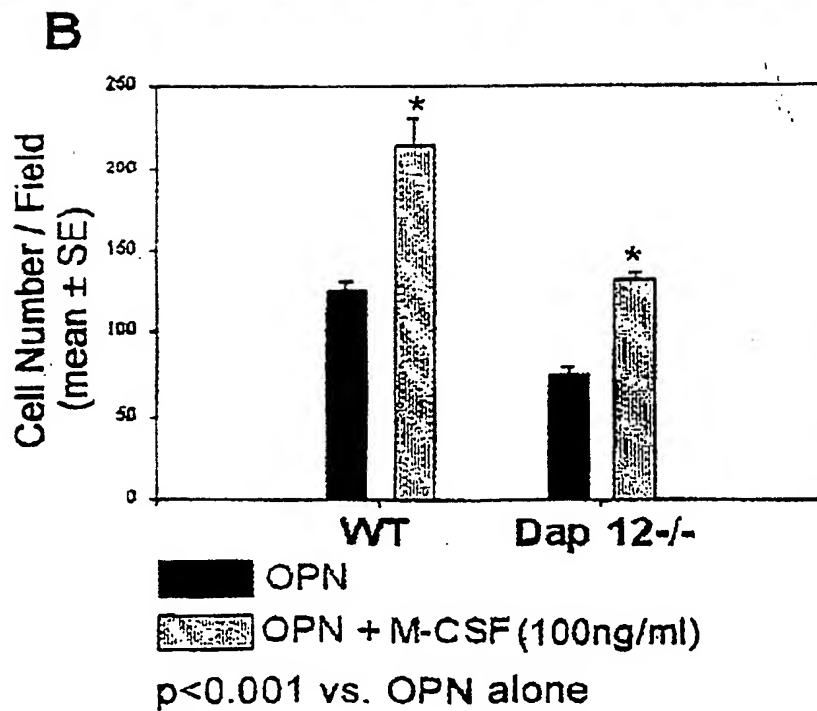 B
250
200
150
100
50
0
Cell Number / Field
(mean ± SE)
*
*
WT Dap 12-/-
OPN
OPN + M-CSF (100ng/ml)
p<0.001 vs. OPN alone